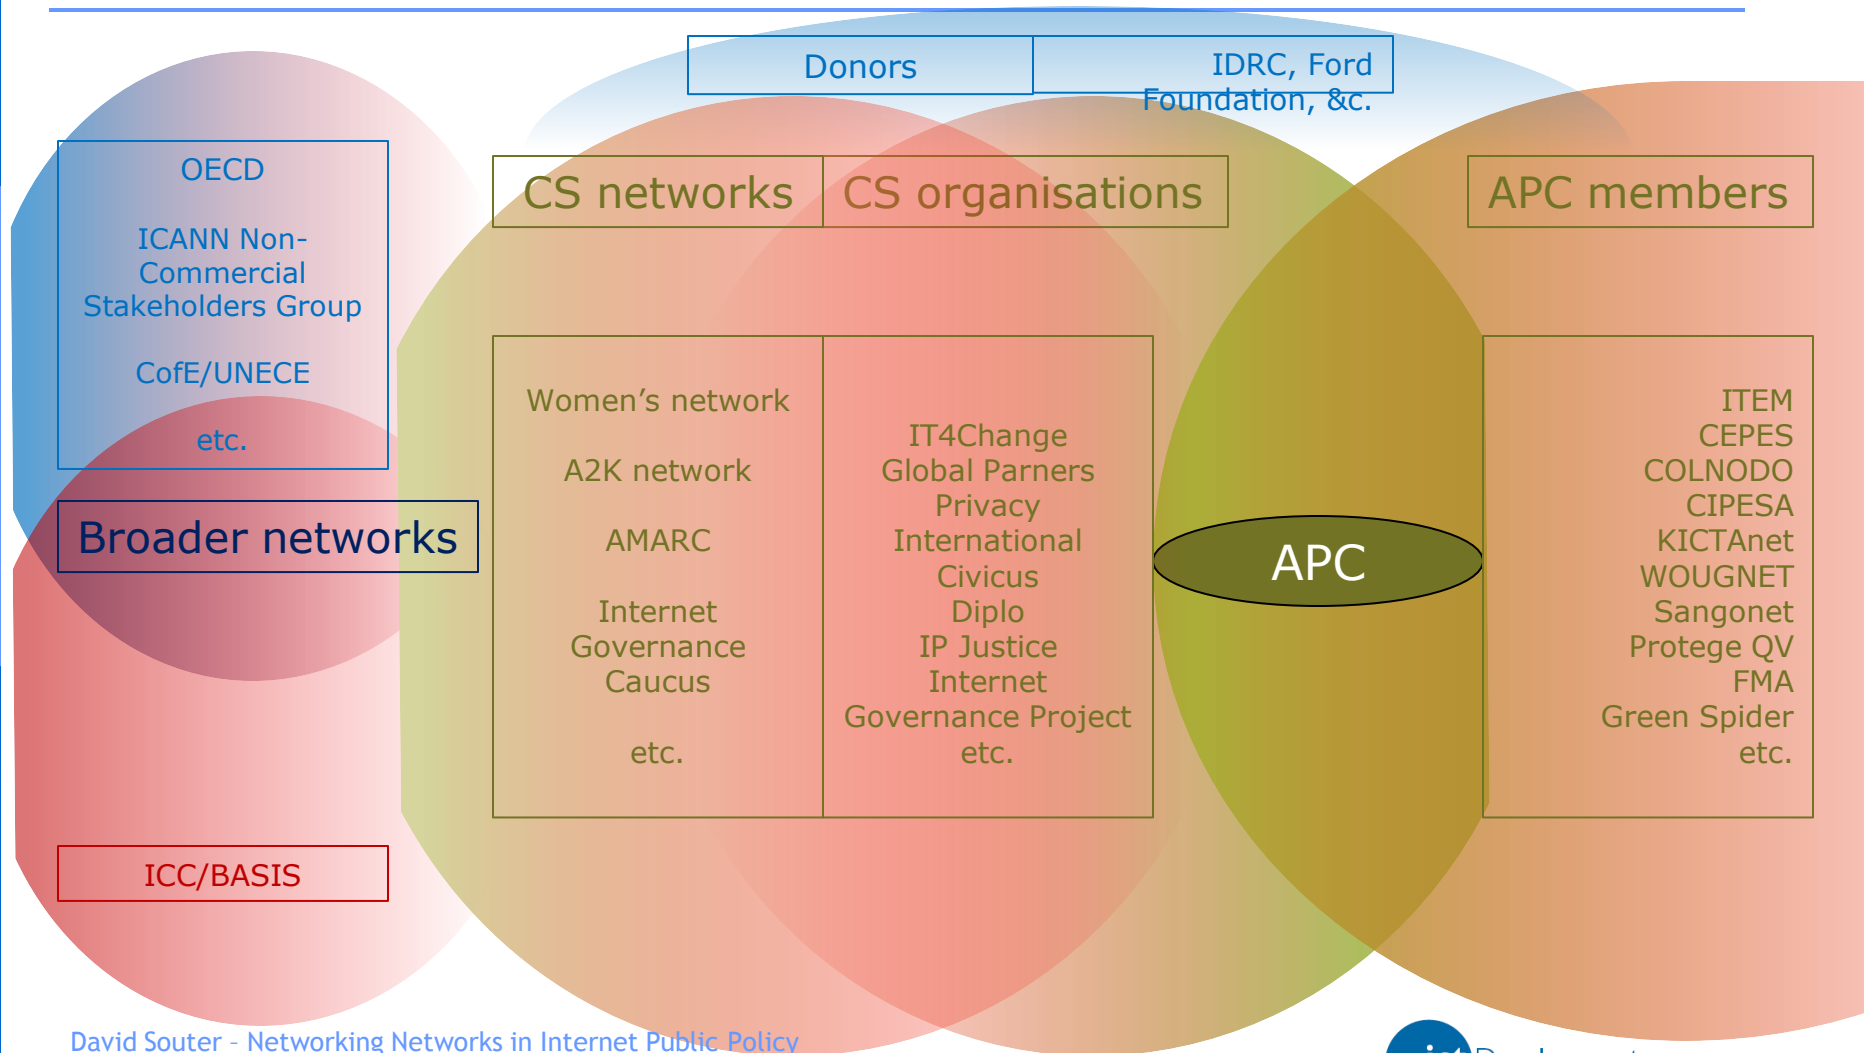 Donors
IDRC, Ford
Foundation, &c.
OECD
ICANN Non-
Commercial
Stakeholders Group
CofE/UNECE
etc.
Broader networks
ICC/BASIS
CS networks
CS organisations
APC members
Women's network
A2K network
AMARC
Internet
Governance
Caucus
etc.
IT4Change
Global Parners
Privacy
International
Civicus
Diplo
IP Justice
Internet
Governance Project
etc.
APC
ITEM
CEPES
COLNODO
CIPESA
KICTAnet
WOUGNET
Sangonet
Protege QV
FMA
Green Spider
etc.
David Souter – Networking Networks in Internet Public Policy